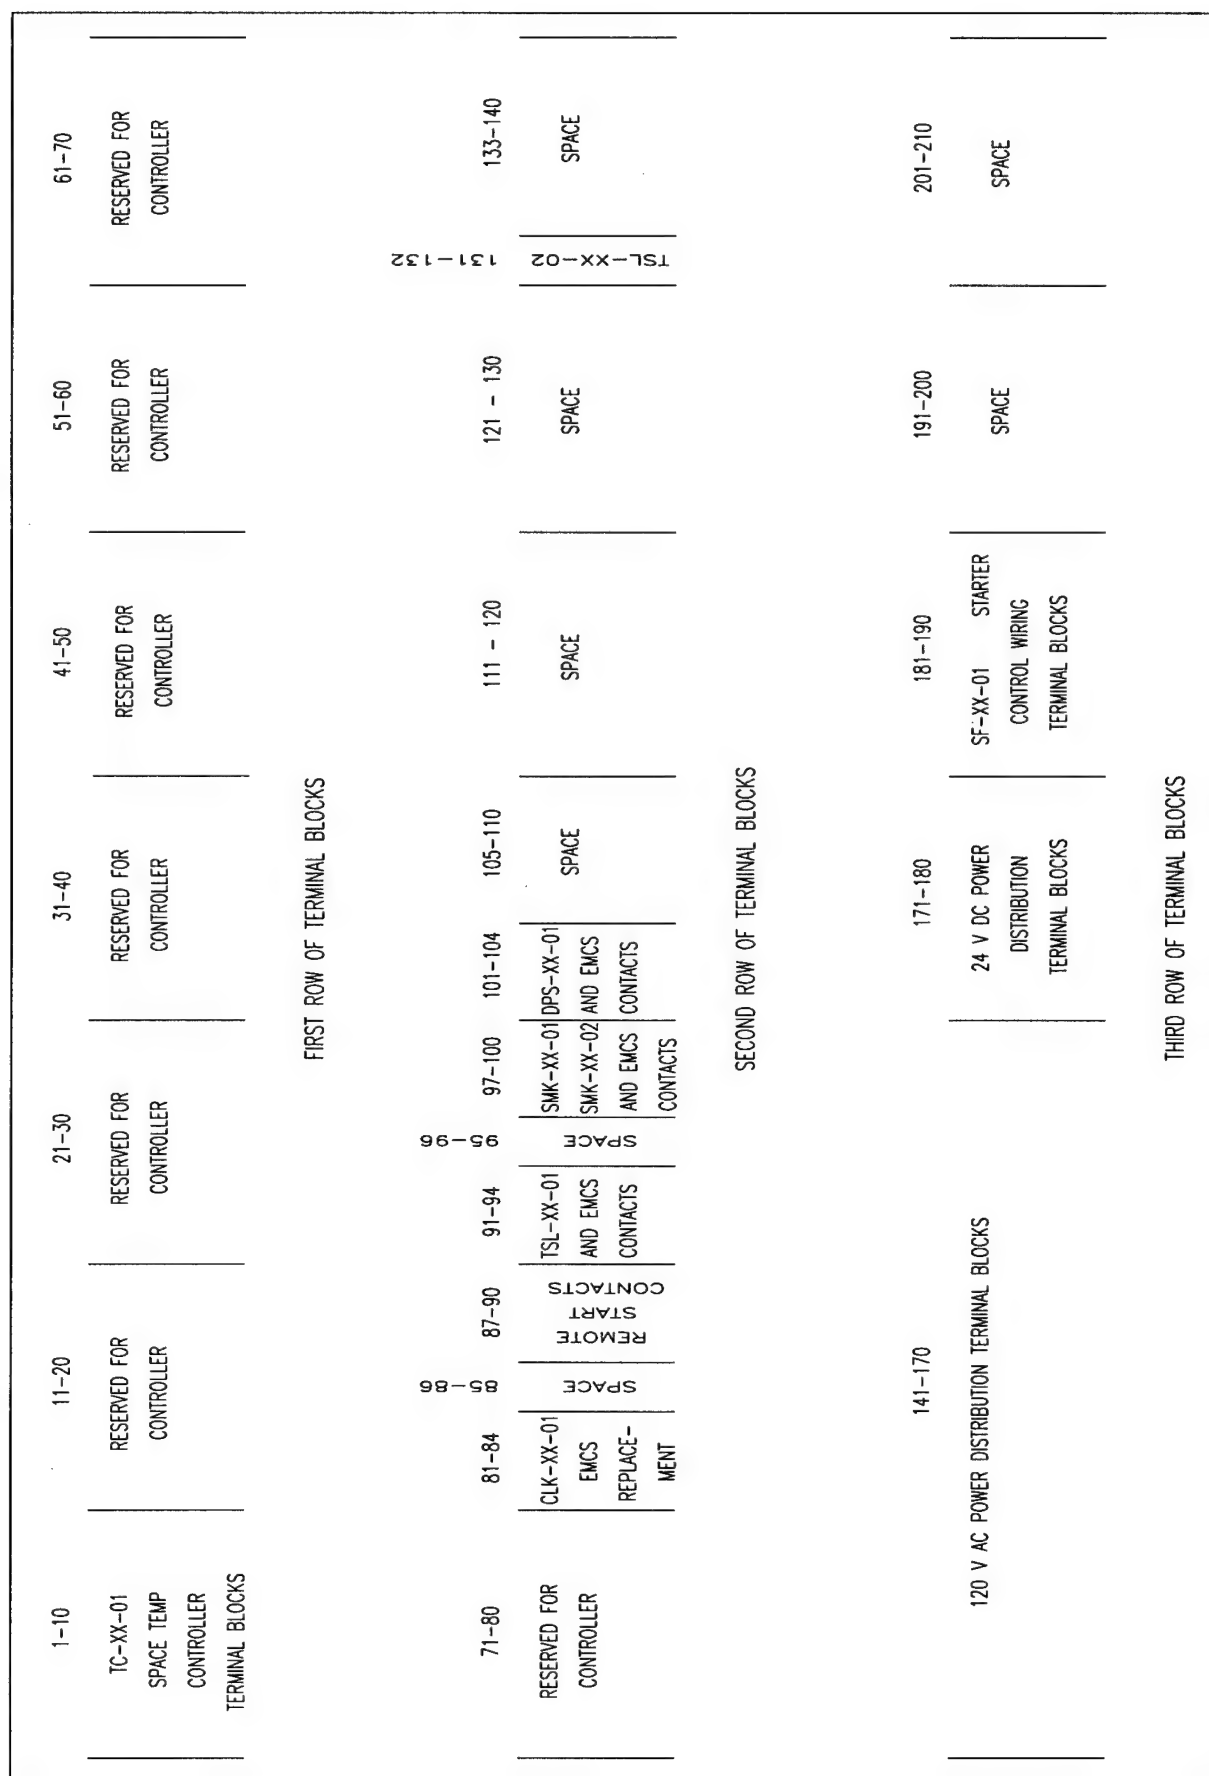 1-10
TC-XX-01
SPACE TEMP
CONTROLLER
TERMINAL BLOCKS
11-20
RESERVED FOR
CONTROLLER
21-30
RESERVED FOR
CONTROLLER
31-40
RESERVED FOR
CONTROLLER
41-50
RESERVED FOR
CONTROLLER
51-60
RESERVED FOR
CONTROLLER
61-70
RESERVED FOR
CONTROLLER
FIRST ROW OF TERMINAL BLOCKS
71-80
RESERVED FOR
CONTROLLER
81-84
CLK-XX-01
EMCS
REPLACE-
MENT
85-86
SPACE
87-90
REMOTE
START
CONTACTS
91-94
TSL-XX-01
AND EMCS
CONTACTS
95-96
SPACE
97-100
SMK-XX-01
SMK-XX-02
AND EMCS
CONTACTS
101-104
DPS-XX-01
AND EMCS
CONTACTS
105-110
SPACE
111 - 120
SPACE
121 - 130
SPACE
131-132
TSL-XX-02
133-140
SPACE
SECOND ROW OF TERMINAL BLOCKS
141-170
120 V AC POWER DISTRIBUTION TERMINAL BLOCKS
171-180
24 V DC POWER
DISTRIBUTION
TERMINAL BLOCKS
181-190
SF-XX-01 STARTER
CONTROL WIRING
TERMINAL BLOCKS
191-200
SPACE
201-210
SPACE
THIRD ROW OF TERMINAL BLOCKS